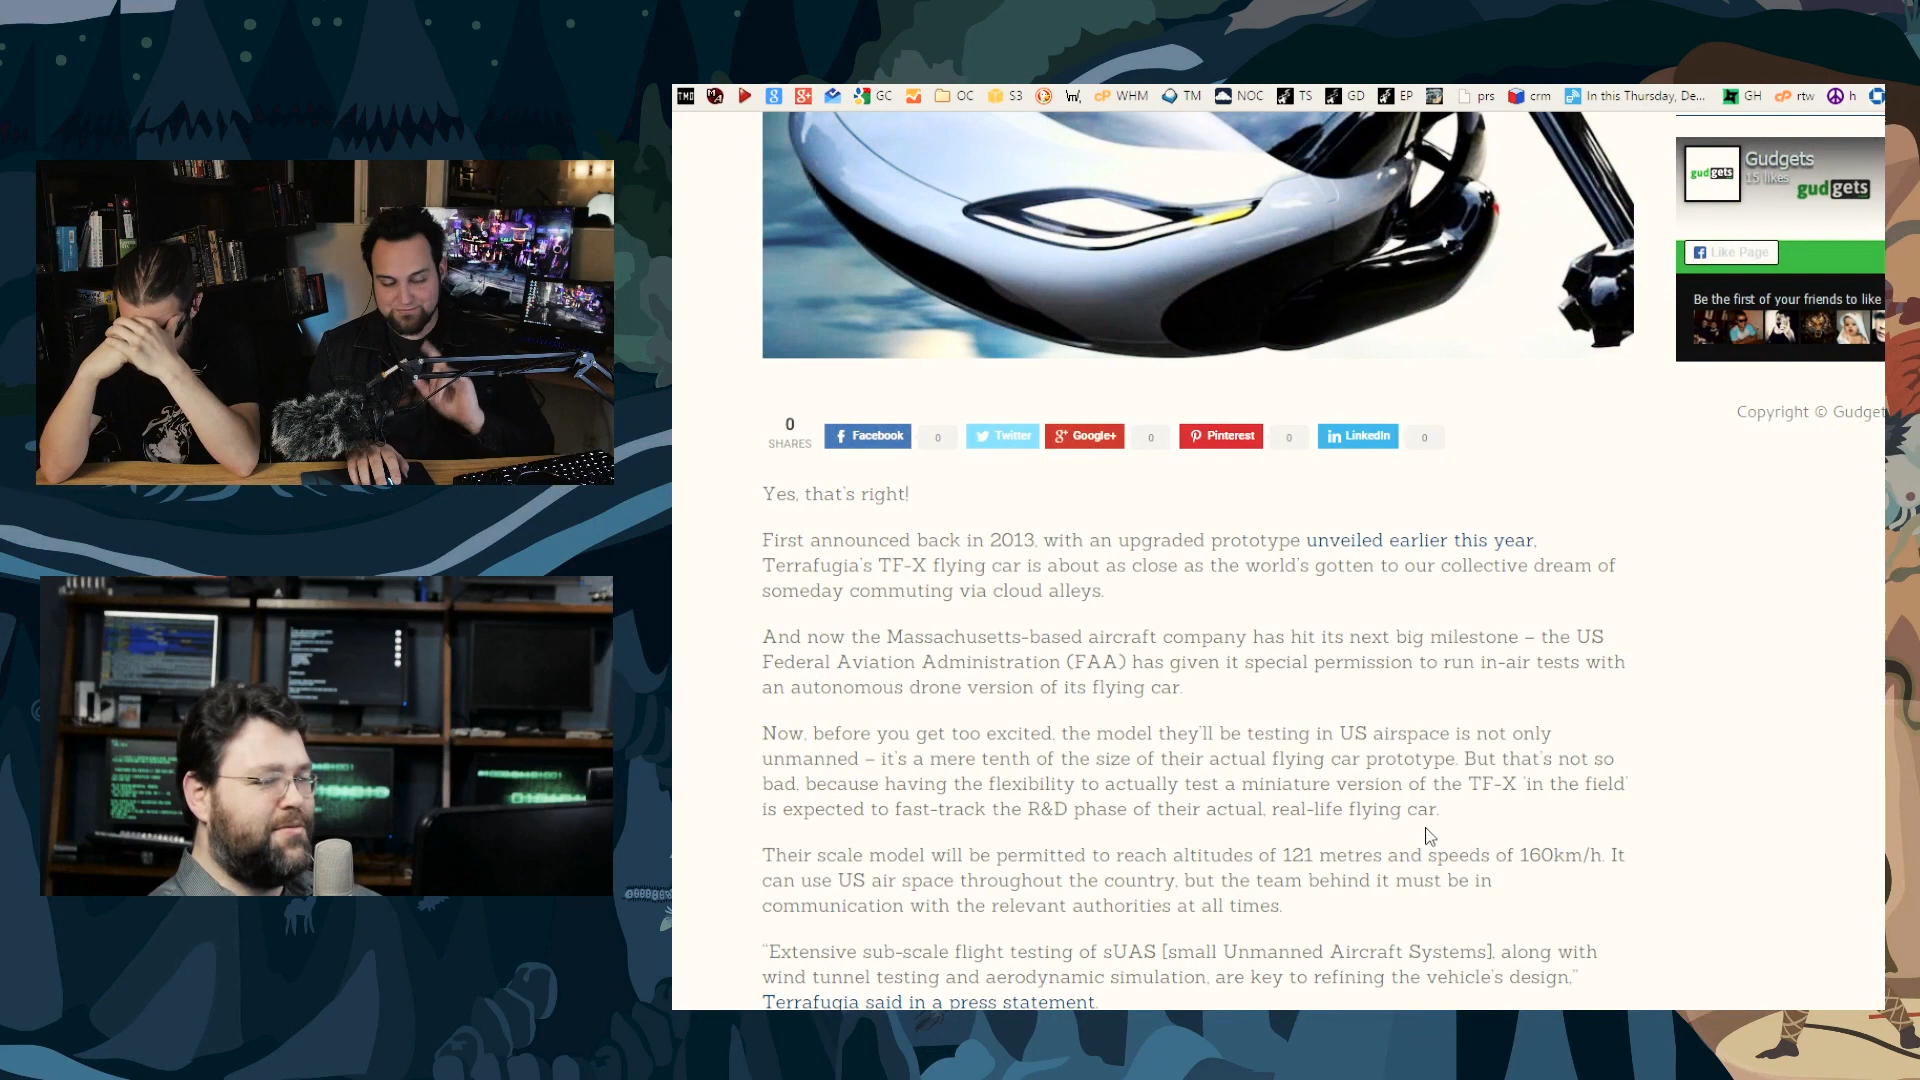 GC
OC
S3
\m/
WHM
TM
NOC
TS
GD
EP
prs
crm
In this Thursday, De...
GH
rtw
h
Gudgets
15 likes
gudgets
gudgets
Like Page
Be the first of your friends to like
Copyright © Gudget
0
SHARES
Facebook
0
Twitter
Google+
0
Pinterest
0
LinkedIn
0
Yes, that's right!
First announced back in 2013, with an upgraded prototype unveiled earlier this year,
Terrafugia's TF-X flying car is about as close as the world's gotten to our collective dream of
someday commuting via cloud alleys.
And now the Massachusetts-based aircraft company has hit its next big milestone – the US
Federal Aviation Administration (FAA) has given it special permission to run in-air tests with
an autonomous drone version of its flying car.
Now, before you get too excited, the model they'll be testing in US airspace is not only
unmanned – it's a mere tenth of the size of their actual flying car prototype. But that's not so
bad, because having the flexibility to actually test a miniature version of the TF-X 'in the field'
is expected to fast-track the R&D phase of their actual, real-life flying car.
Their scale model will be permitted to reach altitudes of 121 metres and speeds of 160km/h. It
can use US air space throughout the country, but the team behind it must be in
communication with the relevant authorities at all times.
“Extensive sub-scale flight testing of sUAS [small Unmanned Aircraft Systems], along with
wind tunnel testing and aerodynamic simulation, are key to refining the vehicle's design,”
Terrafugia said in a press statement.